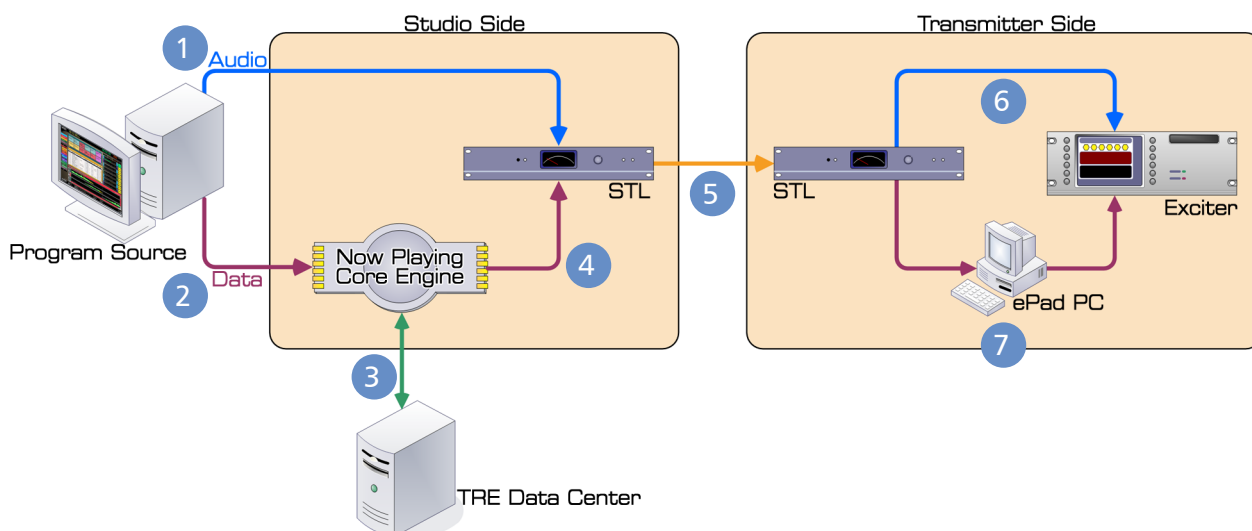 Studio Side
Transmitter Side
1
Audio
6
STL
5
STL
Exciter
Program Source
2
Data
Now Playing
Core Engine
4
ePad PC
7
3
TRE Data Center